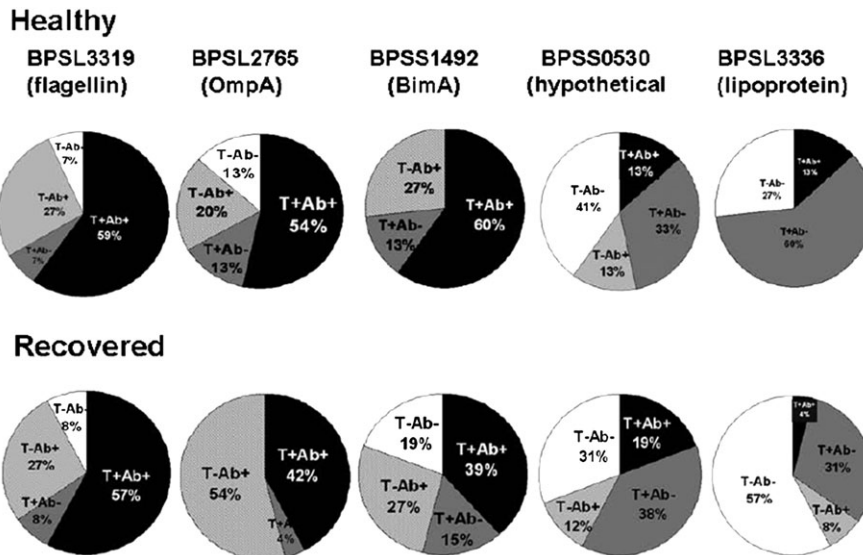 Healthy
BPSL3319 BPSL2765 BPSS1492 BPSS0530 BPSL3336
(flagellin) (OmpA) (BimA) (hypothetical (lipoprotein)
T-Ab-
7%
T-Ab+
27%
T+Ab+
59%
T+Ab-
7%
T-Ab-
13%
T-Ab+
20%
T+Ab+
54%
T+Ab-
13%
T-Ab+
27%
T+Ab+
60%
T+Ab-
13%
T+Ab+
13%
T-Ab-
41%
T+Ab-
33%
T-Ab+
13%
T+Ab+
13%
T-Ab-
27%
T+Ab-
60%
Recovered
T-Ab-
8%
T-Ab+
27%
T+Ab+
57%
T+Ab-
8%
T+Ab+
42%
T-Ab+
54%
4%
T-Ab-
19%
T+Ab+
39%
T-Ab+
27%
T+Ab-
15%
T+Ab+
19%
T-Ab-
31%
T+Ab-
38%
T-Ab+
12%
T+Ab+
4%
T+Ab-
31%
T-Ab-
57%
T-Ab+
8%